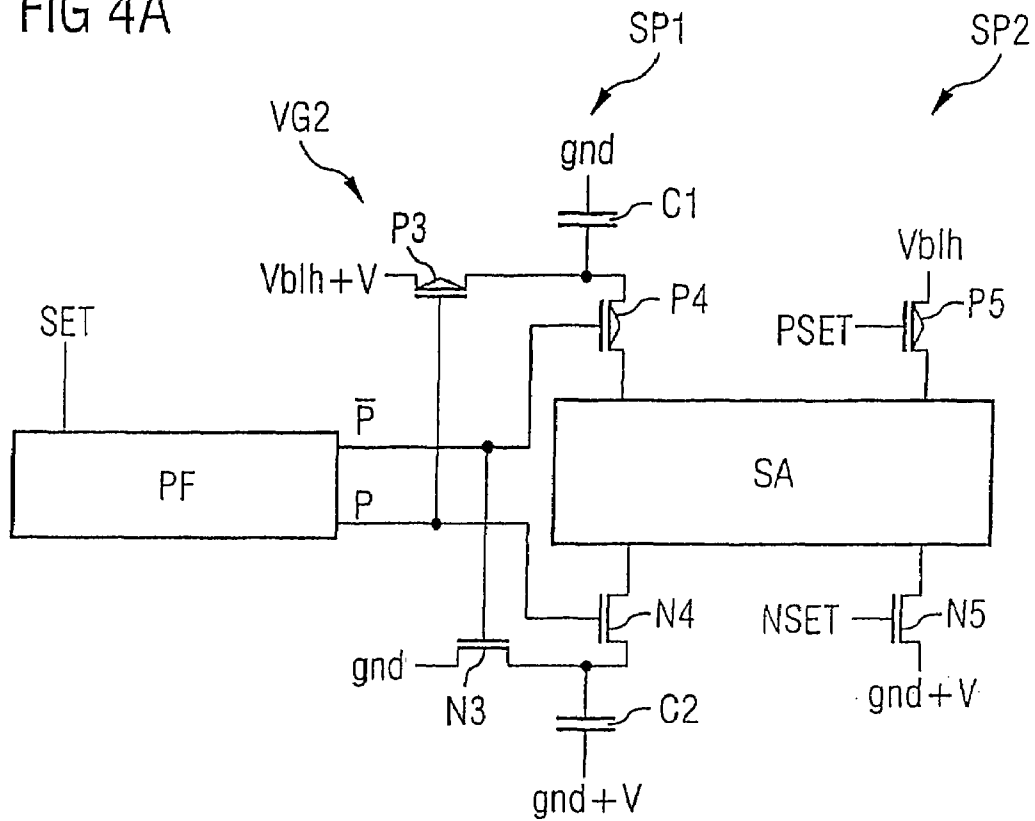 FIG 4A
SP1
SP2
VG2
gnd
C1
P3
Vblh+V
Vblh
P4
P5
PSET
SET
P̅
PF
P
SA
N4
NSET
N5
gnd
N3
gnd+V
C2
gnd+V